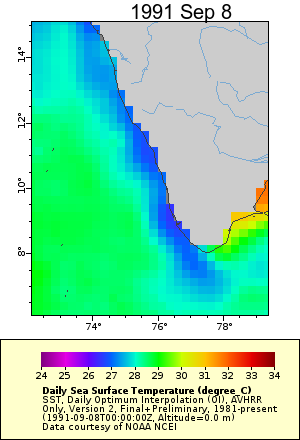 1991 Sep 8
14°
12°
10°
9°
8°
74°
76°
78°
24 25 26 27 28 29 30 31 32 33 34
Daily Sea Surface Temperature (degree_C)
SST, Daily Optimum Interpolation (OI), AVHRR
Only, Version 2, Final+Preliminary, 1981-present
(1991-09-08T00:00:00Z, Altitude=0.0 m)
Data courtesy of NOAA NCEI